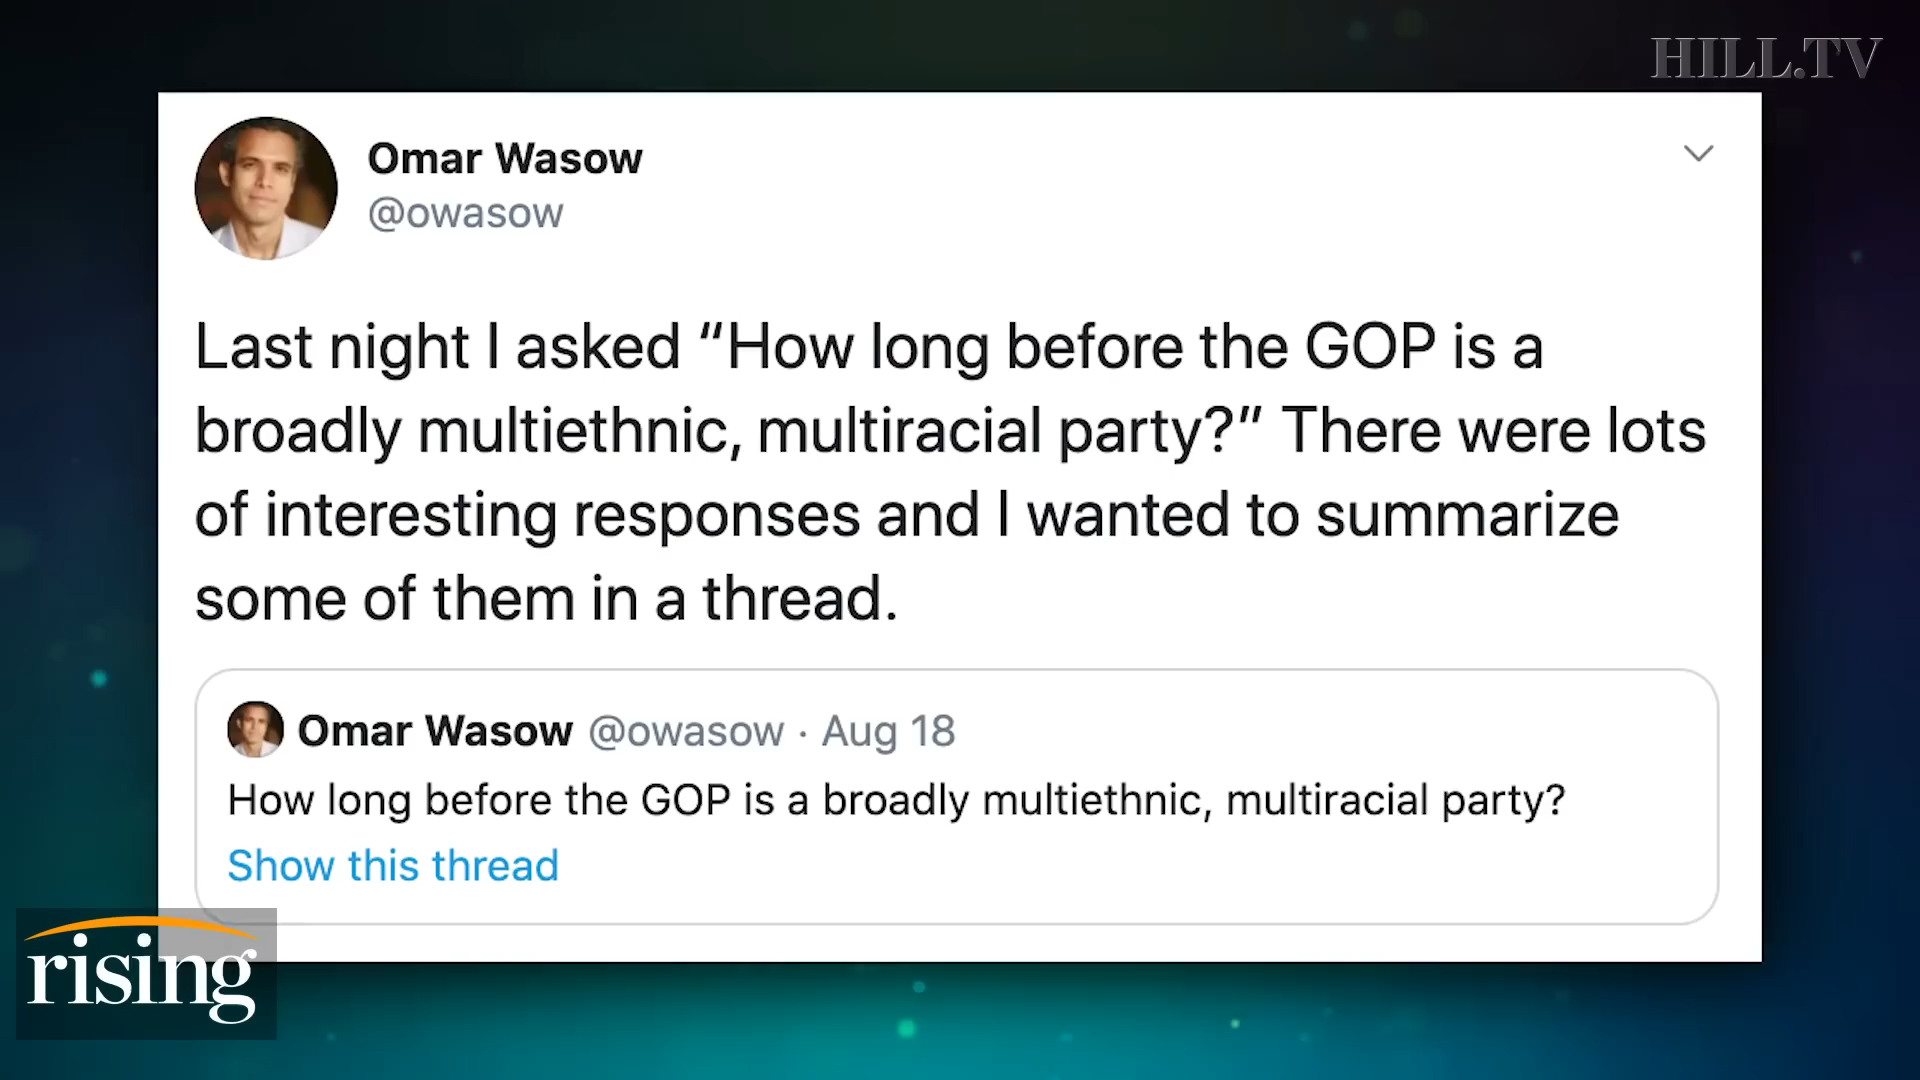 HILL.TV
Omar Wasow
@owasow
Last night I asked “How long before the GOP is a
broadly multiethnic, multiracial party?” There were lots
of interesting responses and I wanted to summarize
some of them in a thread.
Omar Wasow @owasow · Aug 18
How long before the GOP is a broadly multiethnic, multiracial party?
Show this thread
rising